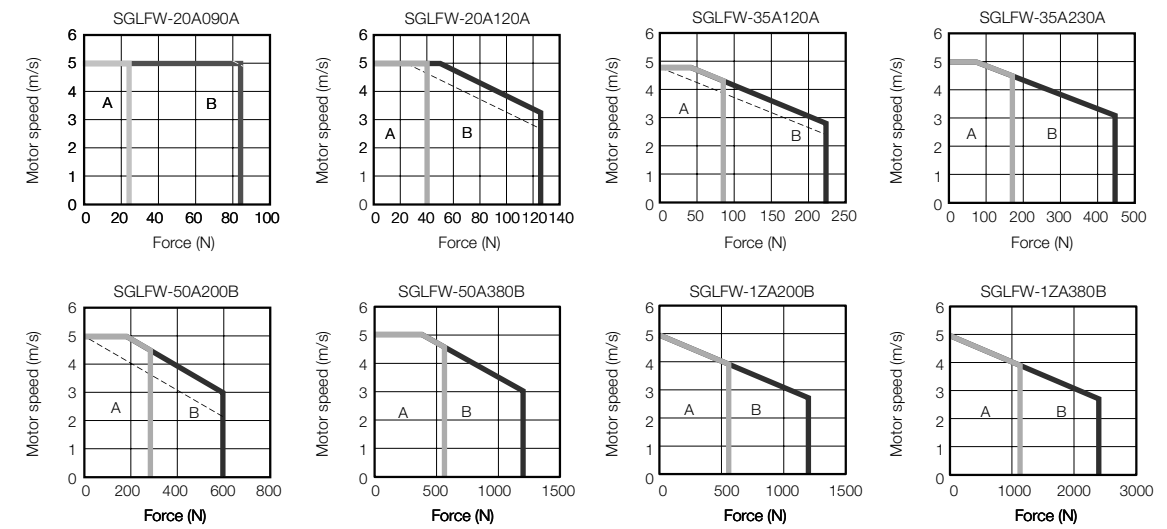 SGLFW-20A090A
6
5
4
3
2
1
0
Motor speed (m/s)
A
B
0 20 40 60 80 100
Force (N)
SGLFW-20A120A
6
5
4
3
2
1
0
Motor speed (m/s)
A
B
0 20 40 60 80 100 120 140
Force (N)
SGLFW-35A120A
6
5
4
3
2
1
0
Motor speed (m/s)
A
B
0 50 100 150 200 250
Force (N)
SGLFW-35A230A
6
5
4
3
2
1
0
Motor speed (m/s)
A
B
0 100 200 300 400 500
Force (N)
SGLFW-50A200B
6
5
4
3
2
1
0
Motor speed (m/s)
A
B
0 200 400 600 800
Force (N)
SGLFW-50A380B
6
5
4
3
2
1
0
Motor speed (m/s)
A
B
0 500 1000 1500
Force (N)
SGLFW-1ZA200B
6
5
4
3
2
1
0
Motor speed (m/s)
A
B
0 500 1000 1500
Force (N)
SGLFW-1ZA380B
6
5
4
3
2
1
0
Motor speed (m/s)
A
B
0 1000 2000 3000
Force (N)